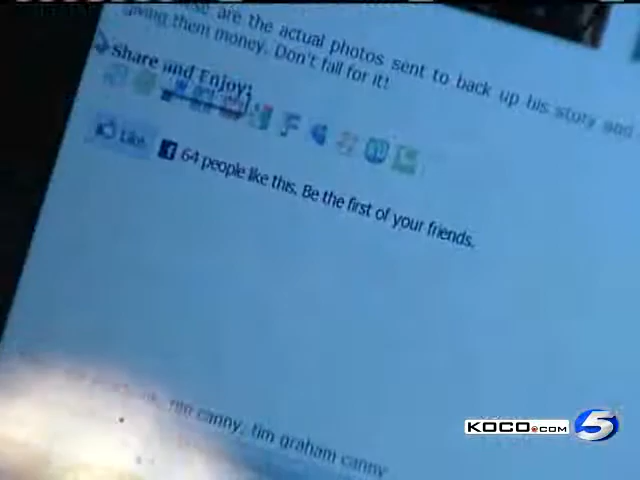 are the actual photos sent to back up his story and
giving them money. Don't fall for it!
Share and Enjoy:
Like
64 people like this. Be the first of your friends.
tim canny, tim graham canny
KOCO.COM 5